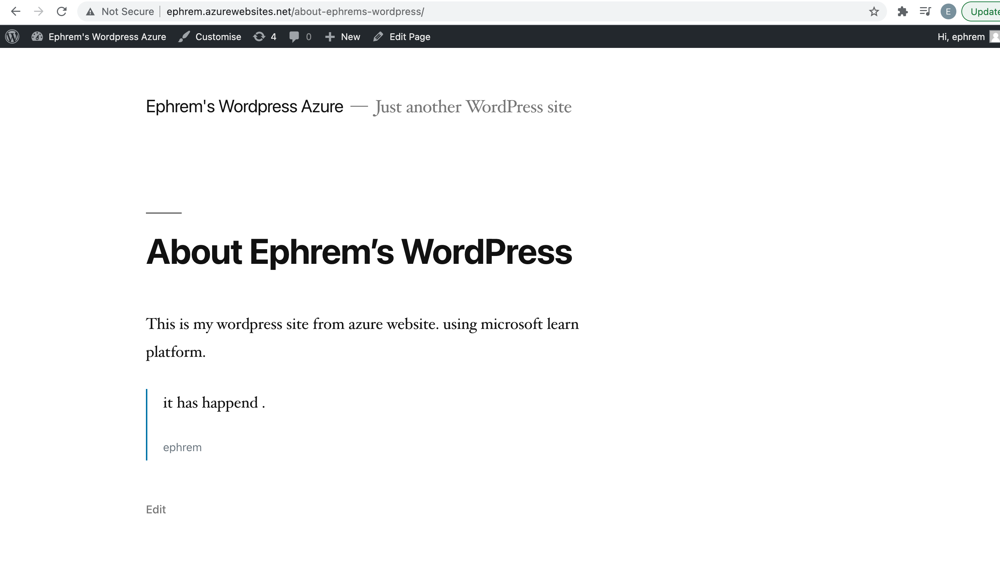 Not Secure ephrem.azurewebsites.net/about-ephrems-wordpress/ E Update
Ephrem's Wordpress Azure Customise 4 0 New Edit Page Hi, ephrem
Ephrem's Wordpress Azure — Just another WordPress site
About Ephrem’s WordPress
This is my wordpress site from azure website. using microsoft learn
platform.
it has happend .
ephrem
Edit